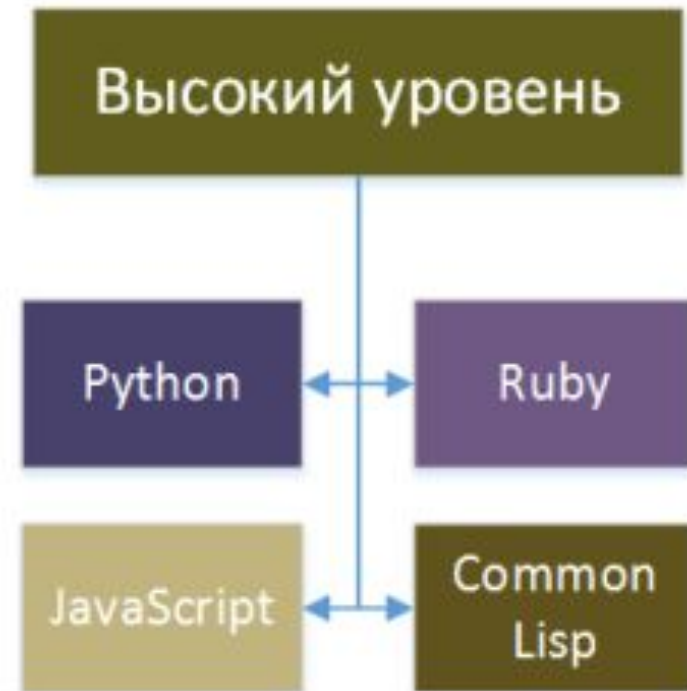 Высокий уровень
Python
Ruby
JavaScript
Common
Lisp